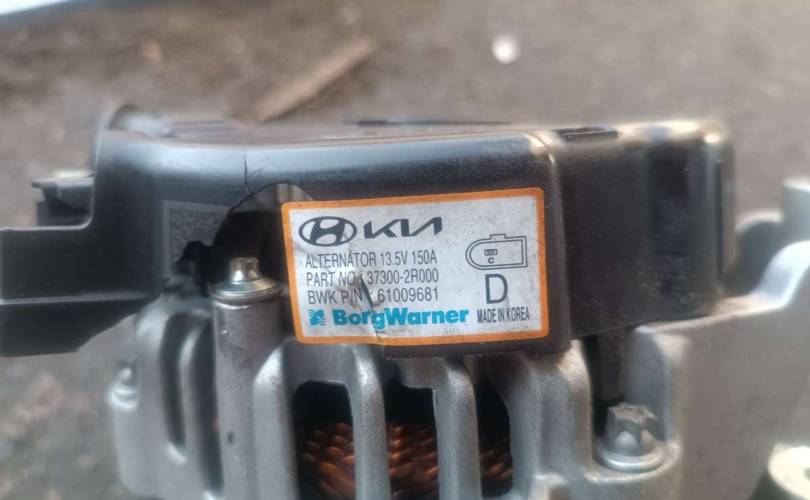 KIA
ALTERNATOR 13.5V 150A
PART NO. 37300-2R000
BWK P/N 61009681
C
D
BorgWarner
MADE IN KOREA